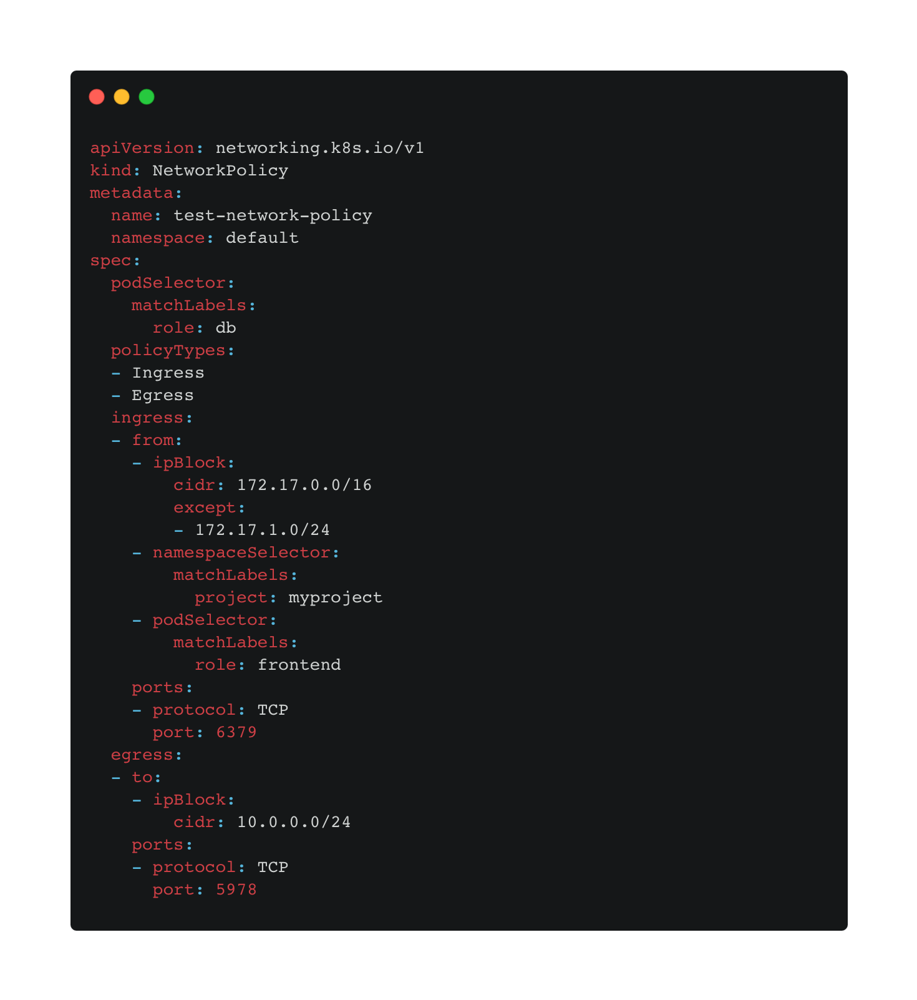 apiVersion: networking.k8s.io/v1
kind: NetworkPolicy
metadata:
  name: test-network-policy
  namespace: default
spec:
  podSelector:
    matchLabels:
      role: db
  policyTypes:
  - Ingress
  - Egress
  ingress:
  - from:
    - ipBlock:
        cidr: 172.17.0.0/16
        except:
        - 172.17.1.0/24
    - namespaceSelector:
        matchLabels:
          project: myproject
    - podSelector:
        matchLabels:
          role: frontend
    ports:
    - protocol: TCP
      port: 6379
  egress:
  - to:
    - ipBlock:
        cidr: 10.0.0.0/24
    ports:
    - protocol: TCP
      port: 5978